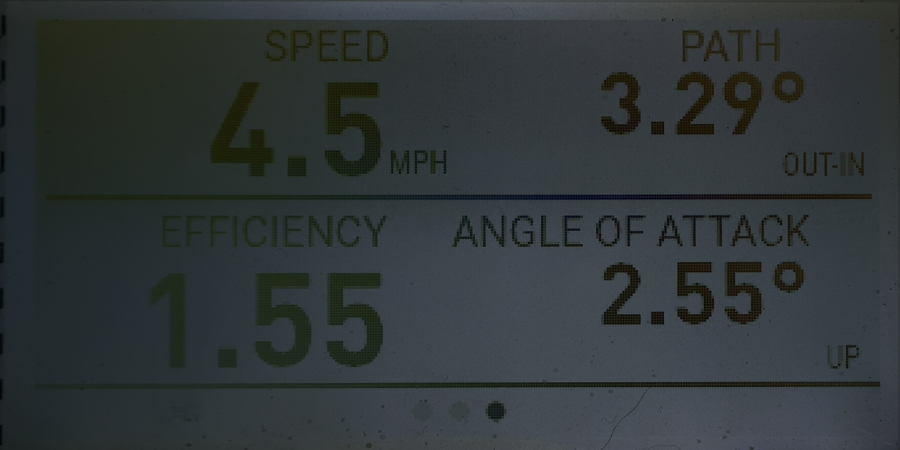 SPEED
4.5 MPH
PATH
3.29°
OUT-IN
EFFICIENCY
1.55
ANGLE OF ATTACK
2.55°
UP